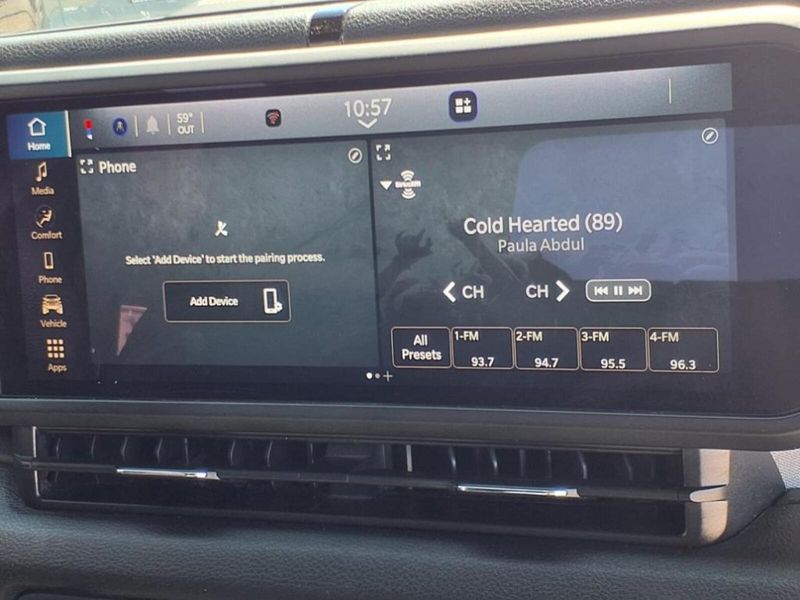 Home
59°
OUT
10:57
Media
Comfort
Phone
Vehicle
Apps
Phone
Select 'Add Device' to start the pairing process.
Add Device
SiriusXM
Cold Hearted (89)
Paula Abdul
CH
CH
All
Presets
1-FM
93.7
2-FM
94.7
3-FM
95.5
4-FM
96.3